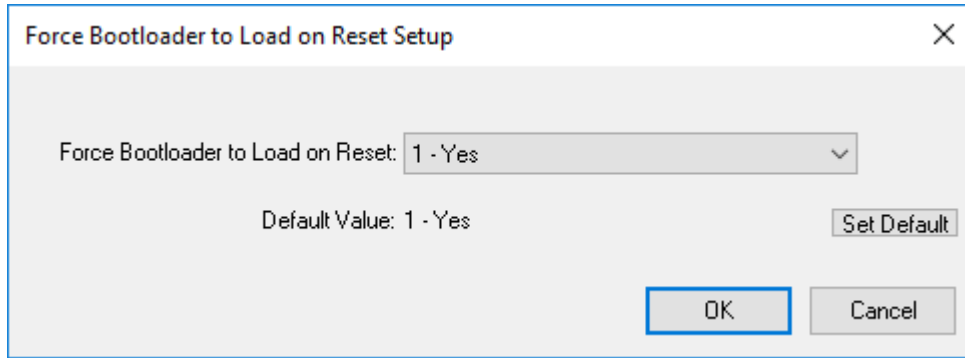 Force Bootloader to Load on Reset Setup
Force Bootloader to Load on Reset: 1 - Yes
Default Value: 1 - Yes Set Default
OK Cancel